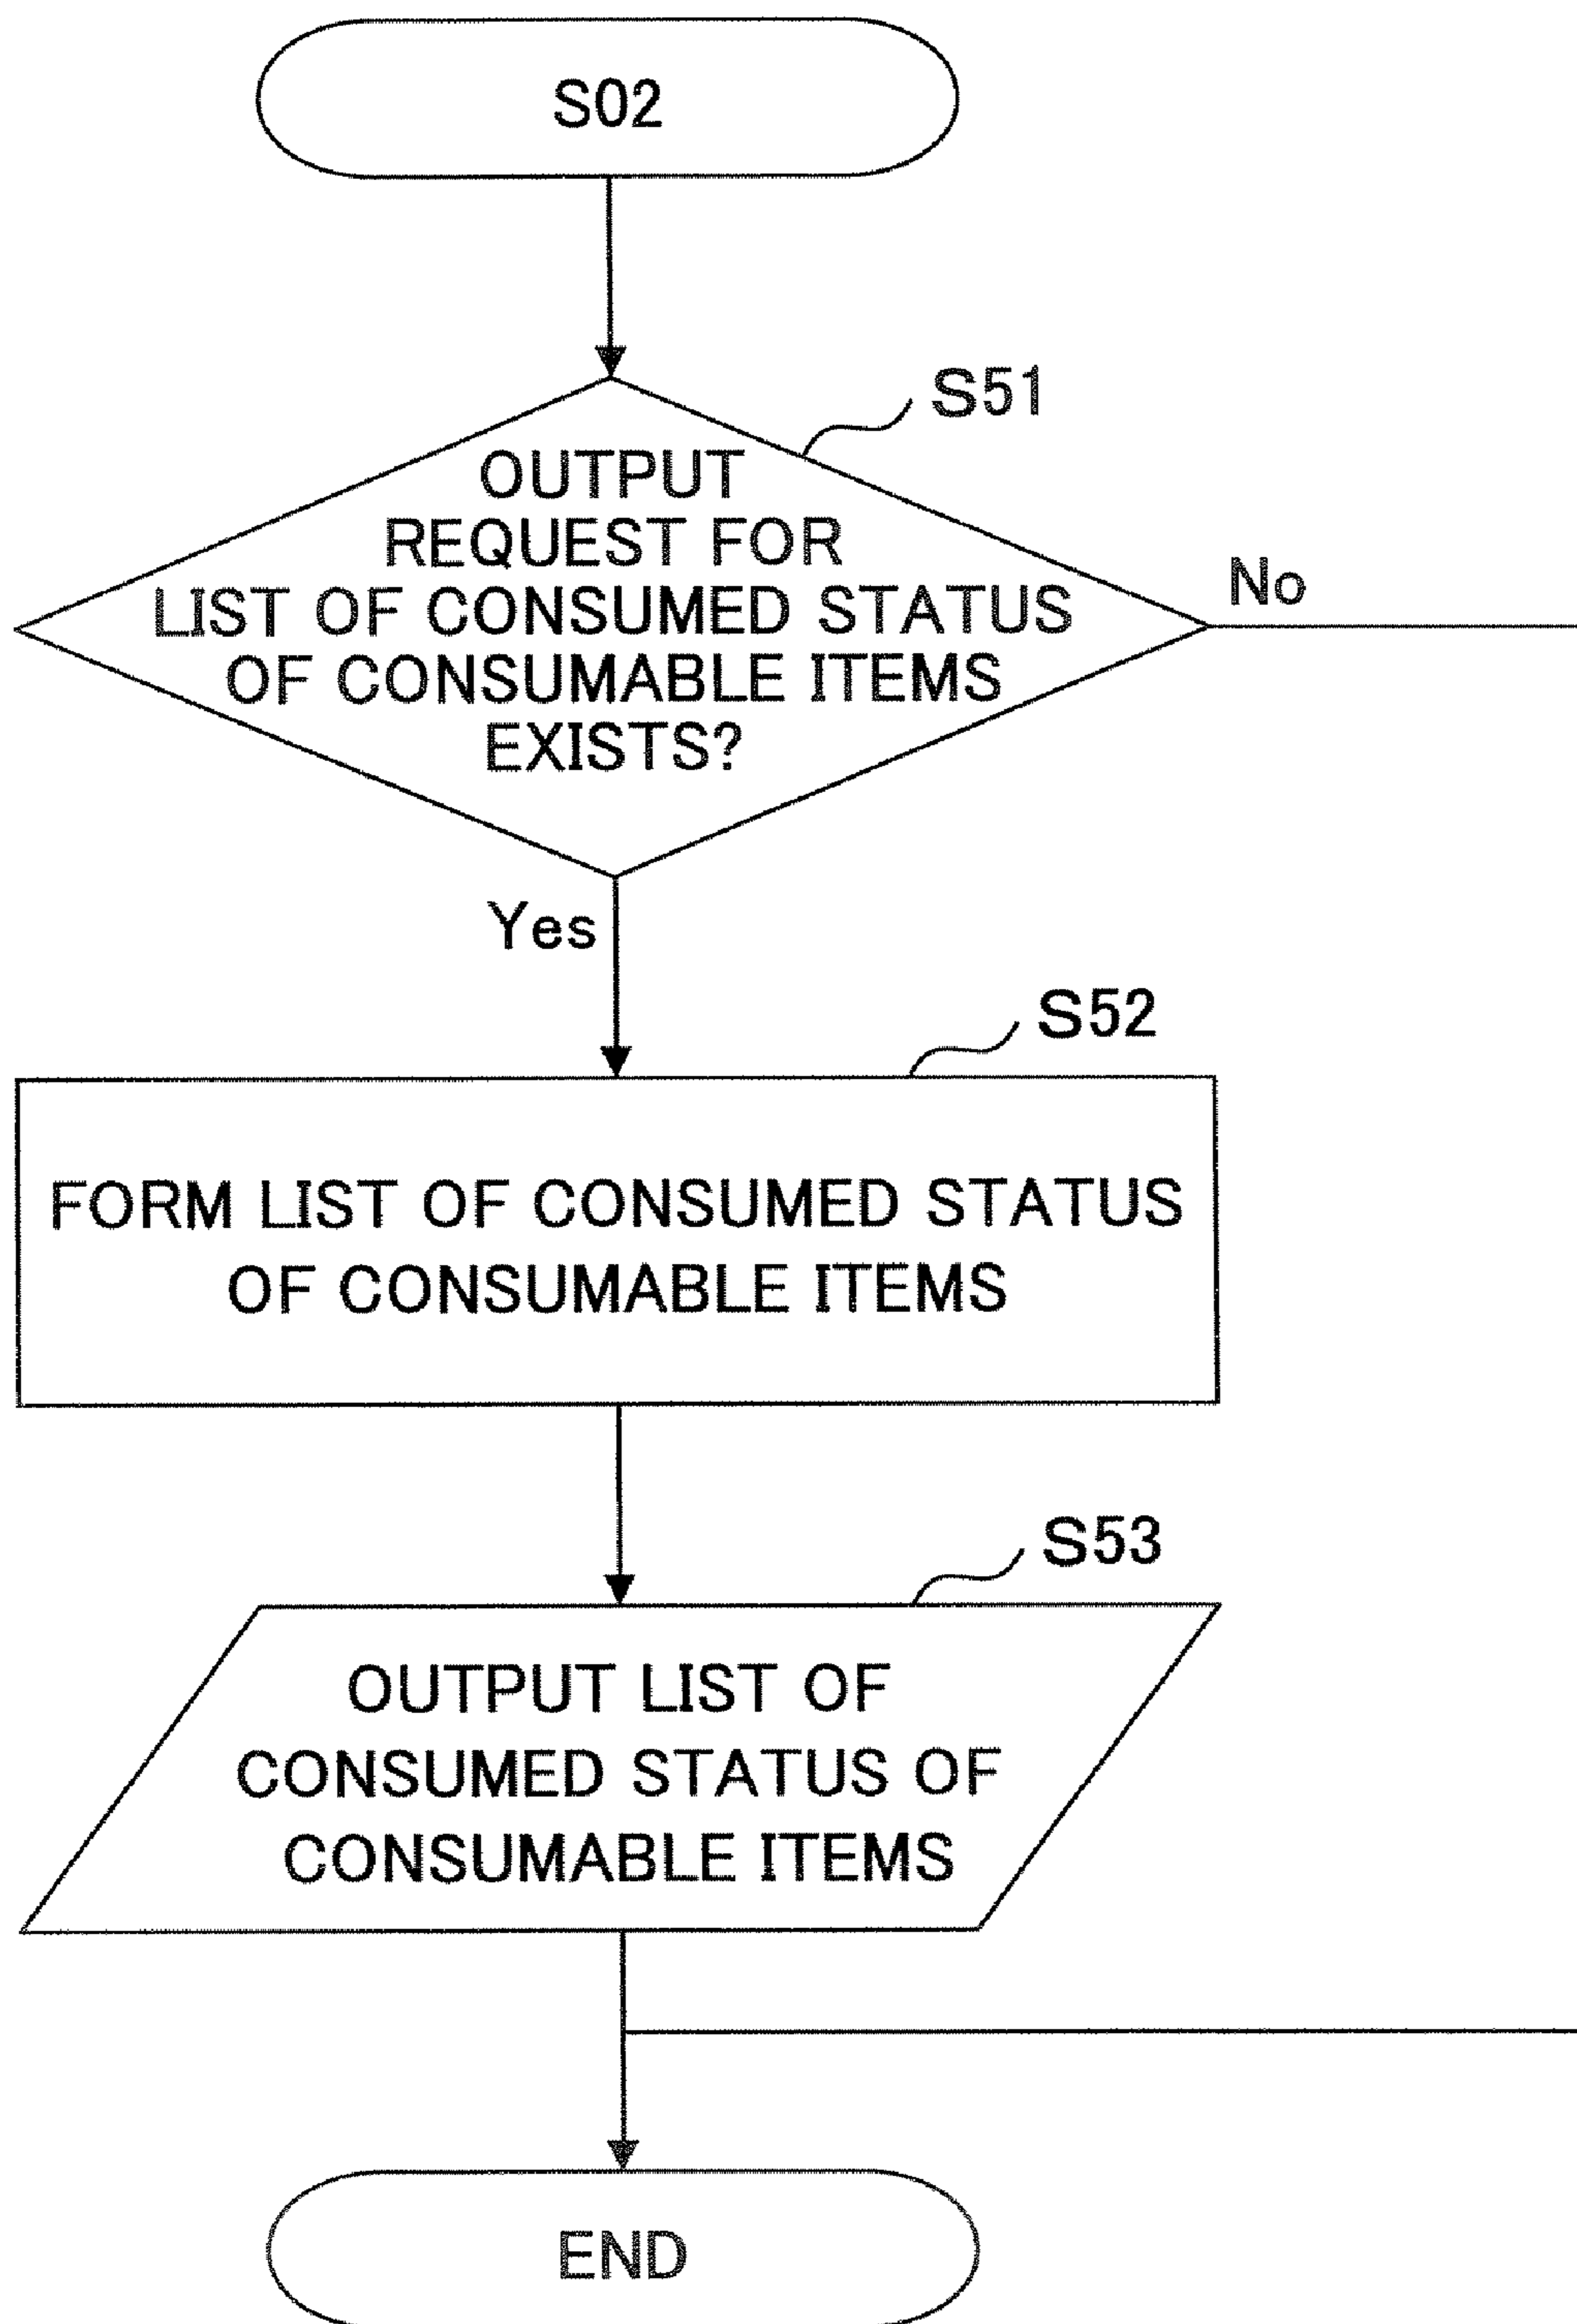 S02
S51
OUTPUT
REQUEST FOR
LIST OF CONSUMED STATUS
OF CONSUMABLE ITEMS
EXISTS?
No
Yes
S52
FORM LIST OF CONSUMED STATUS
OF CONSUMABLE ITEMS
S53
OUTPUT LIST OF
CONSUMED STATUS OF
CONSUMABLE ITEMS
END